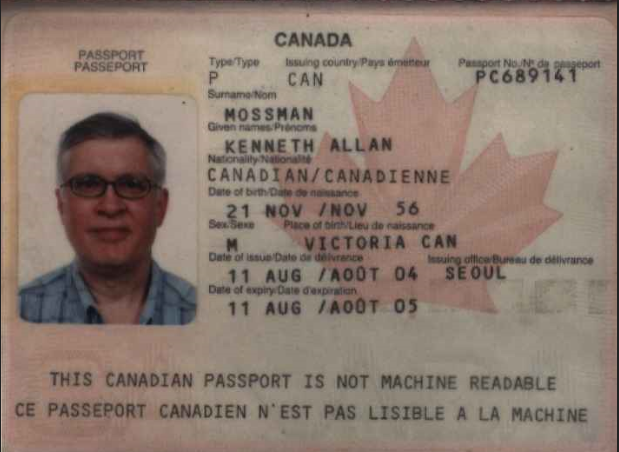 CANADA
PASSPORT
PASSEPORT
Type/Type Issuing country/Pays émetteur Passport No./N° de passeport
P CAN PC689141
Surname/Nom
MOSSMAN
Given names/Prénoms
KENNETH ALLAN
Nationality/Nationalité
CANADIAN/CANADIENNE
Date of birth/Date de naissance
21 NOV /NOV 56
Sex/Sexe Place of birth/Lieu de naissance
M VICTORIA CAN
Date of issue/Date de délivrance Issuing office/Bureau de délivrance
11 AUG /AOÛT 04 SEOUL
Date of expiry/Date d'expiration
11 AUG /AOÛT 05
THIS CANADIAN PASSPORT IS NOT MACHINE READABLE
CE PASSEPORT CANADIEN N'EST PAS LISIBLE A LA MACHINE